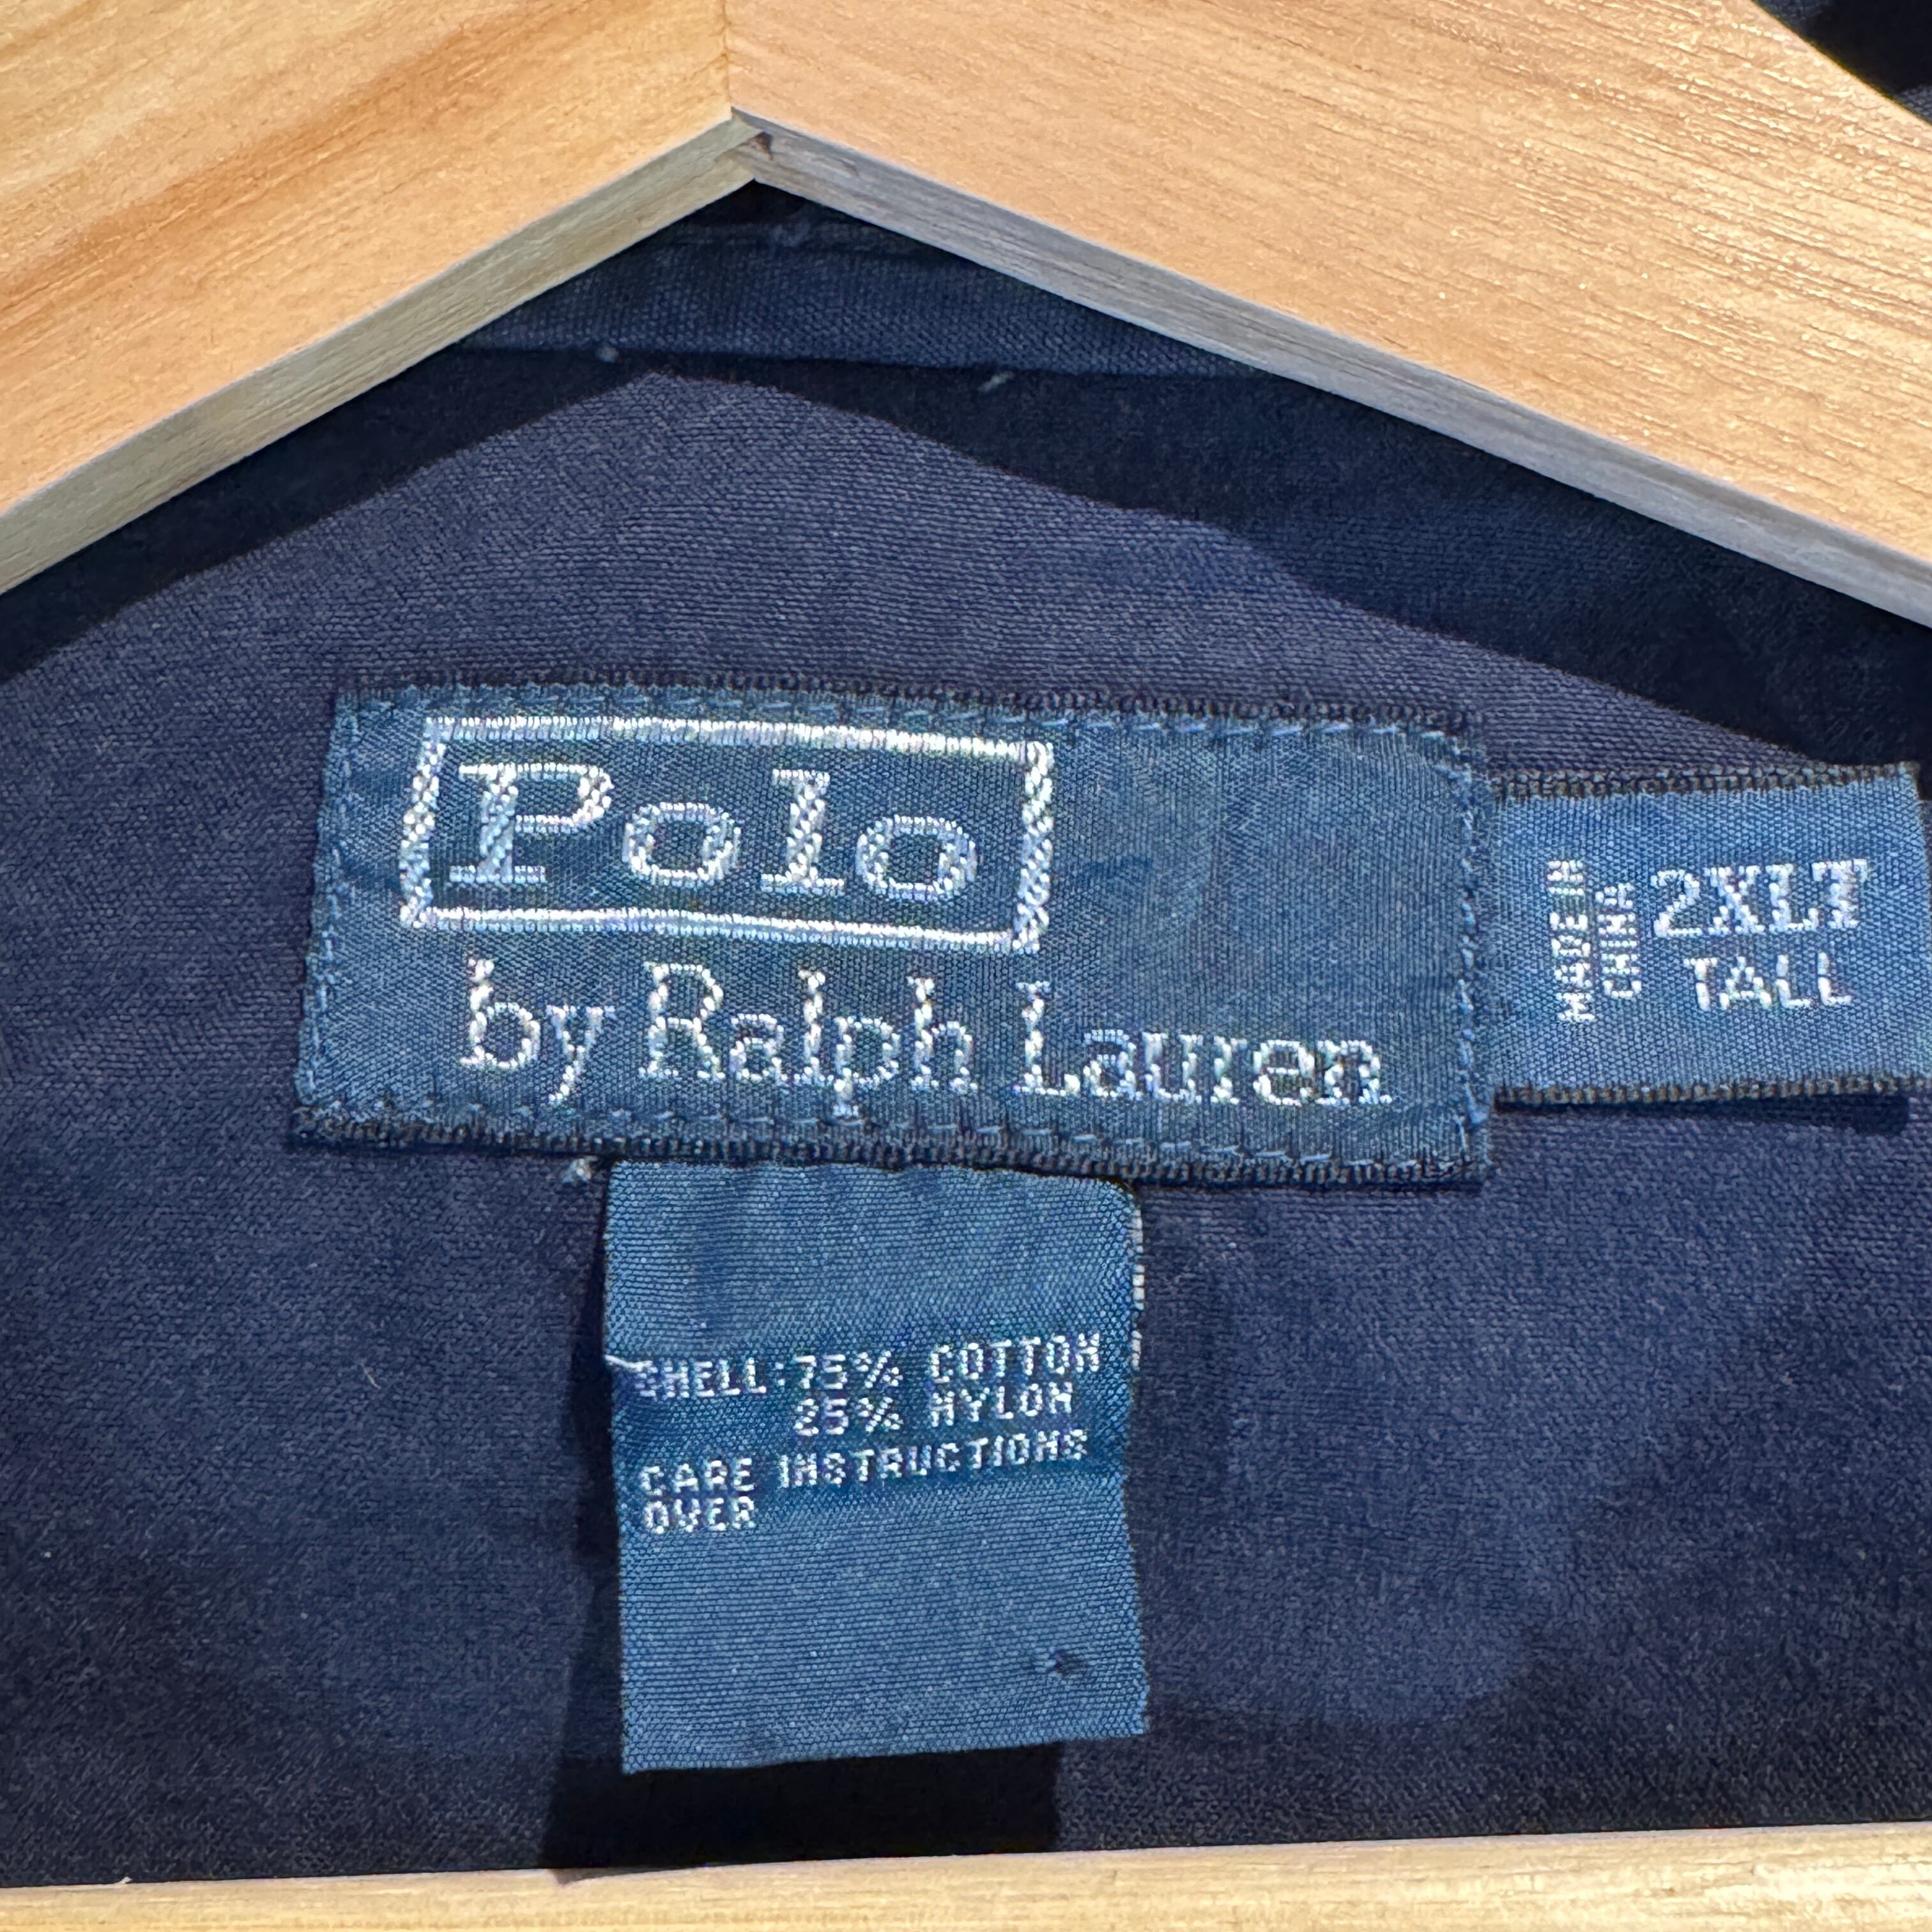 Polo
by Ralph Lauren
MADE IN
CHINA
2XLT
TALL
SHELL: 75% COTTON
25% NYLON
CARE INSTRUCTIONS
OVER